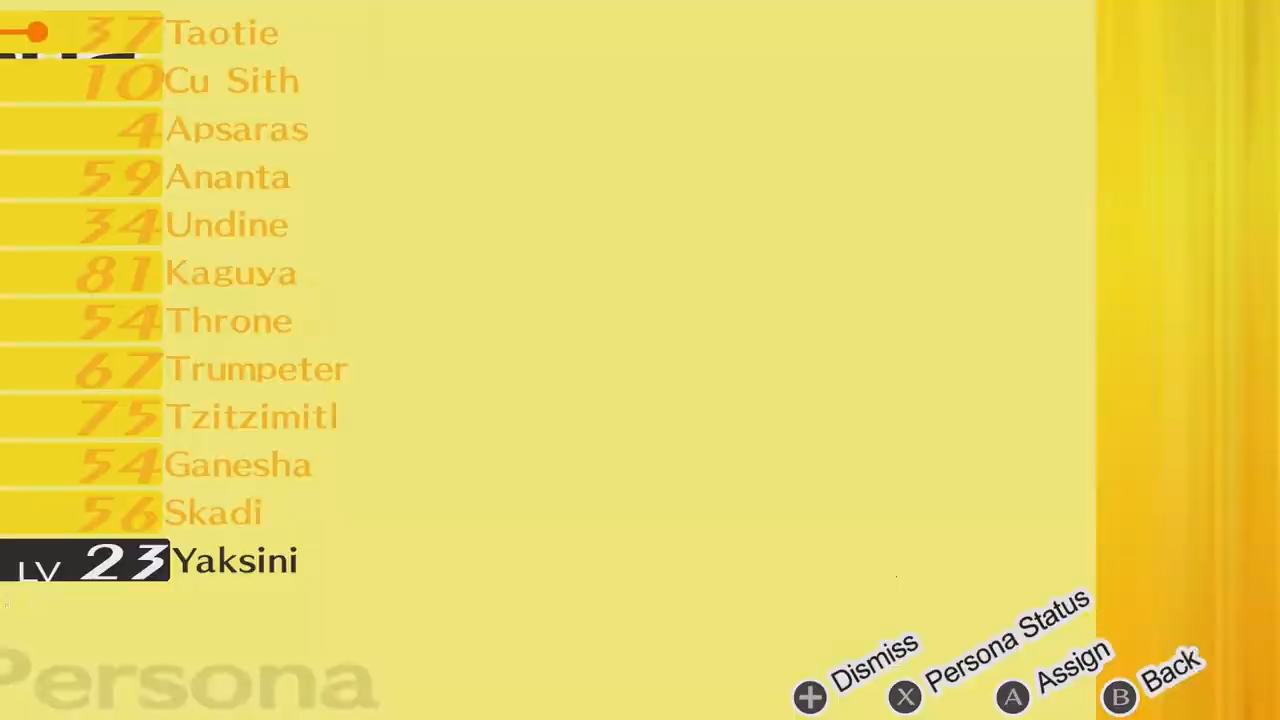 37 Taotie
10 Cu Sith
4 Apsaras
59 Ananta
34 Undine
81 Kaguya
54 Throne
67 Trumpeter
75 Tzitzimitl
54 Ganesha
56 Skadi
LV 23 Yaksini
Persona
+ Dismiss
X Persona Status
A Assign
B Back